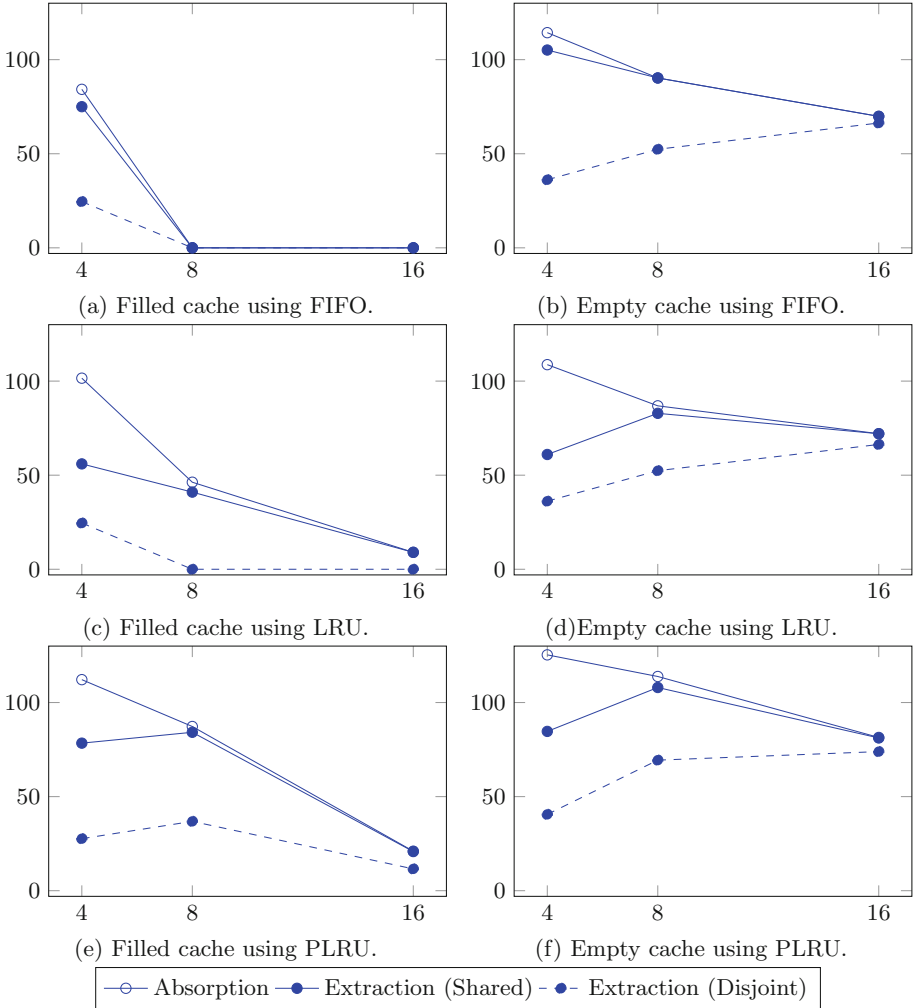 100
50
0
4 8 16
(a) Filled cache using FIFO.
100
50
0
4 8 16
(b) Empty cache using FIFO.
100
50
0
4 8 16
(c) Filled cache using LRU.
100
50
0
4 8 16
(d)Empty cache using LRU.
100
50
0
4 8 16
(e) Filled cache using PLRU.
100
50
0
4 8 16
(f) Empty cache using PLRU.
Absorption Extraction (Shared) Extraction (Disjoint)